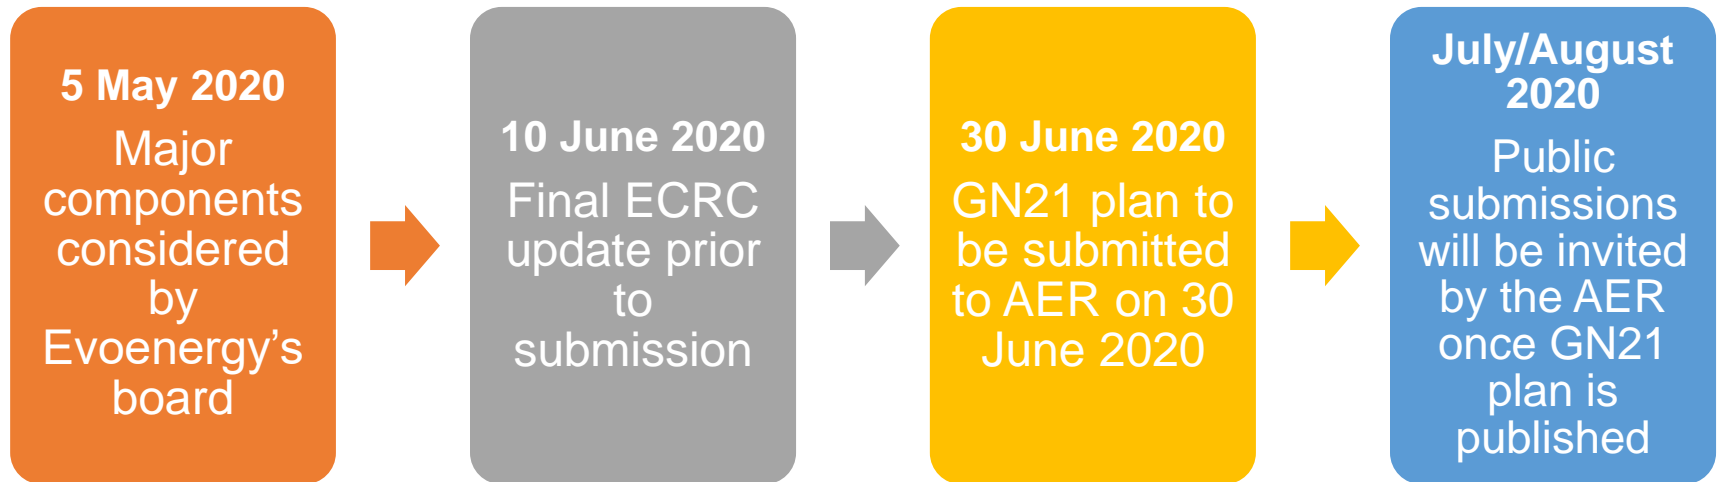 5 May 2020
Major
components
considered
by
Evoenergy’s
board
10 June 2020
Final ECRC
update prior
to
submission
30 June 2020
GN21 plan to
be submitted
to AER on 30
June 2020
July/August
2020
Public
submissions
will be invited
by the AER
once GN21
plan is
published